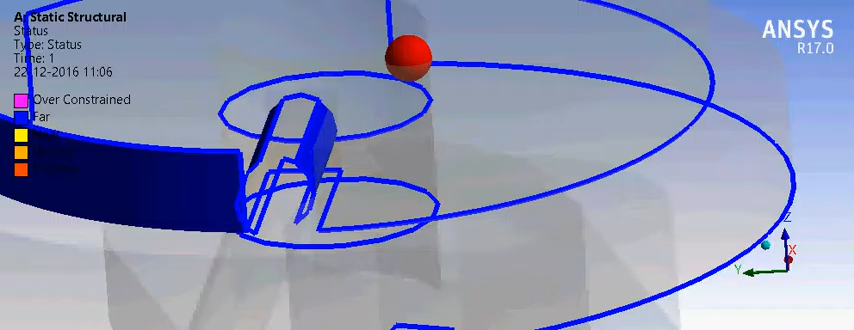 A: Static Structural
Status
Type: Status
Time: 1
22-12-2016 11:06
Over Constrained
Far
ANSYS
R17.0
Z
X
Y